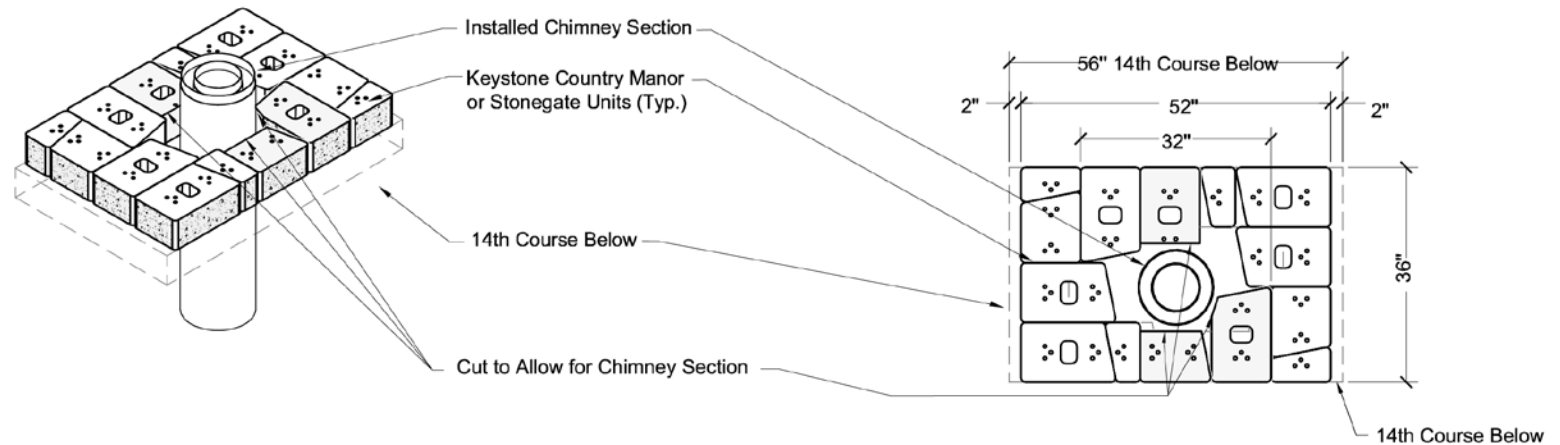 Installed Chimney Section
Keystone Country Manor
or Stonegate Units (Typ.)
14th Course Below
Cut to Allow for Chimney Section
56" 14th Course Below
2"
52"
2"
32"
36"
14th Course Below